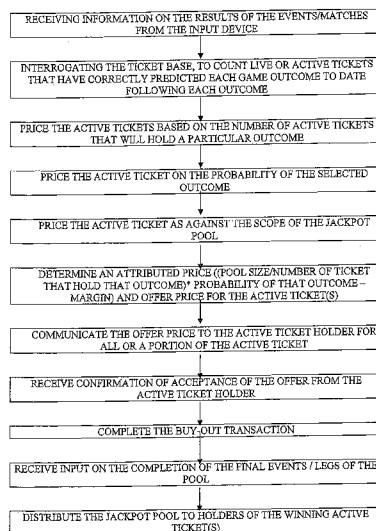 RECEIVING INFORMATION ON THE RESULTS OF THE EVENTS/MATCHES
FROM THE INPUT DEVICE
INTERROGATING THE TICKET BASE, TO COUNT LIVE OR ACTIVE TICKETS
THAT HAVE CORRECTLY PREDICTED EACH GAME OUTCOME TO DATE
FOLLOWING EACH OUTCOME
PRICE THE ACTIVE TICKETS BASED ON THE NUMBER OF ACTIVE TICKETS
THAT WILL HOLD A PARTICULAR OUTCOME
PRICE THE ACTIVE TICKET ON THE PROBABILITY OF THE SELECTED
OUTCOME
PRICE THE ACTIVE TICKET AS AGAINST THE SCOPE OF THE JACKPOT
POOL
DETERMINE AN ATTRIBUTED PRICE ((POOL SIZE/NUMBER OF TICKET
THAT HOLD THAT OUTCOME)* PROBABILITY OF THAT OUTCOME –
MARGIN) AND OFFER PRICE FOR THE ACTIVE TICKET(S)
COMMUNICATE THE OFFER PRICE TO THE ACTIVE TICKET HOLDER FOR
ALL OR A PORTION OF THE ACTIVE TICKET
RECEIVE CONFIRMATION OF ACCEPTANCE OF THE OFFER FROM THE
ACTIVE TICKET HOLDER
COMPLETE THE BUY-OUT TRANSACTION
RECEIVE INPUT ON THE COMPLETION OF THE FINAL EVENTS / LEGS OF THE
POOL
DISTRIBUTE THE JACKPOT POOL TO HOLDERS OF THE WINNING ACTIVE
TICKET(S)